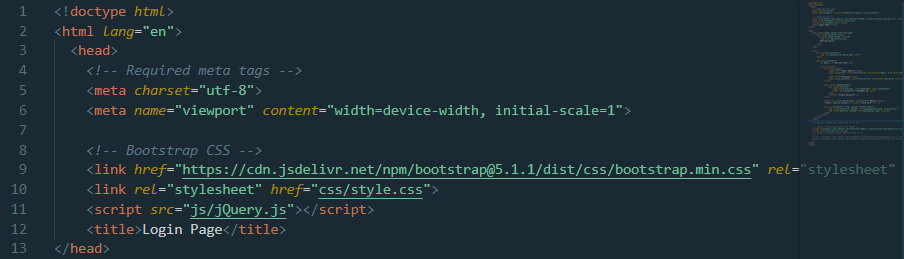 1 <!doctype html>
2 <html lang="en">
3 <head>
4 <!-- Required meta tags -->
5 <meta charset="utf-8">
6 <meta name="viewport" content="width=device-width, initial-scale=1">
7
8 <!-- Bootstrap CSS -->
9 <link href="https://cdn.jsdelivr.net/npm/bootstrap@5.1.1/dist/css/bootstrap.min.css" rel="stylesheet"
10 <link rel="stylesheet" href="css/style.css">
11 <script src="js/jQuery.js"></script>
12 <title>Login Page</title>
13 </head>